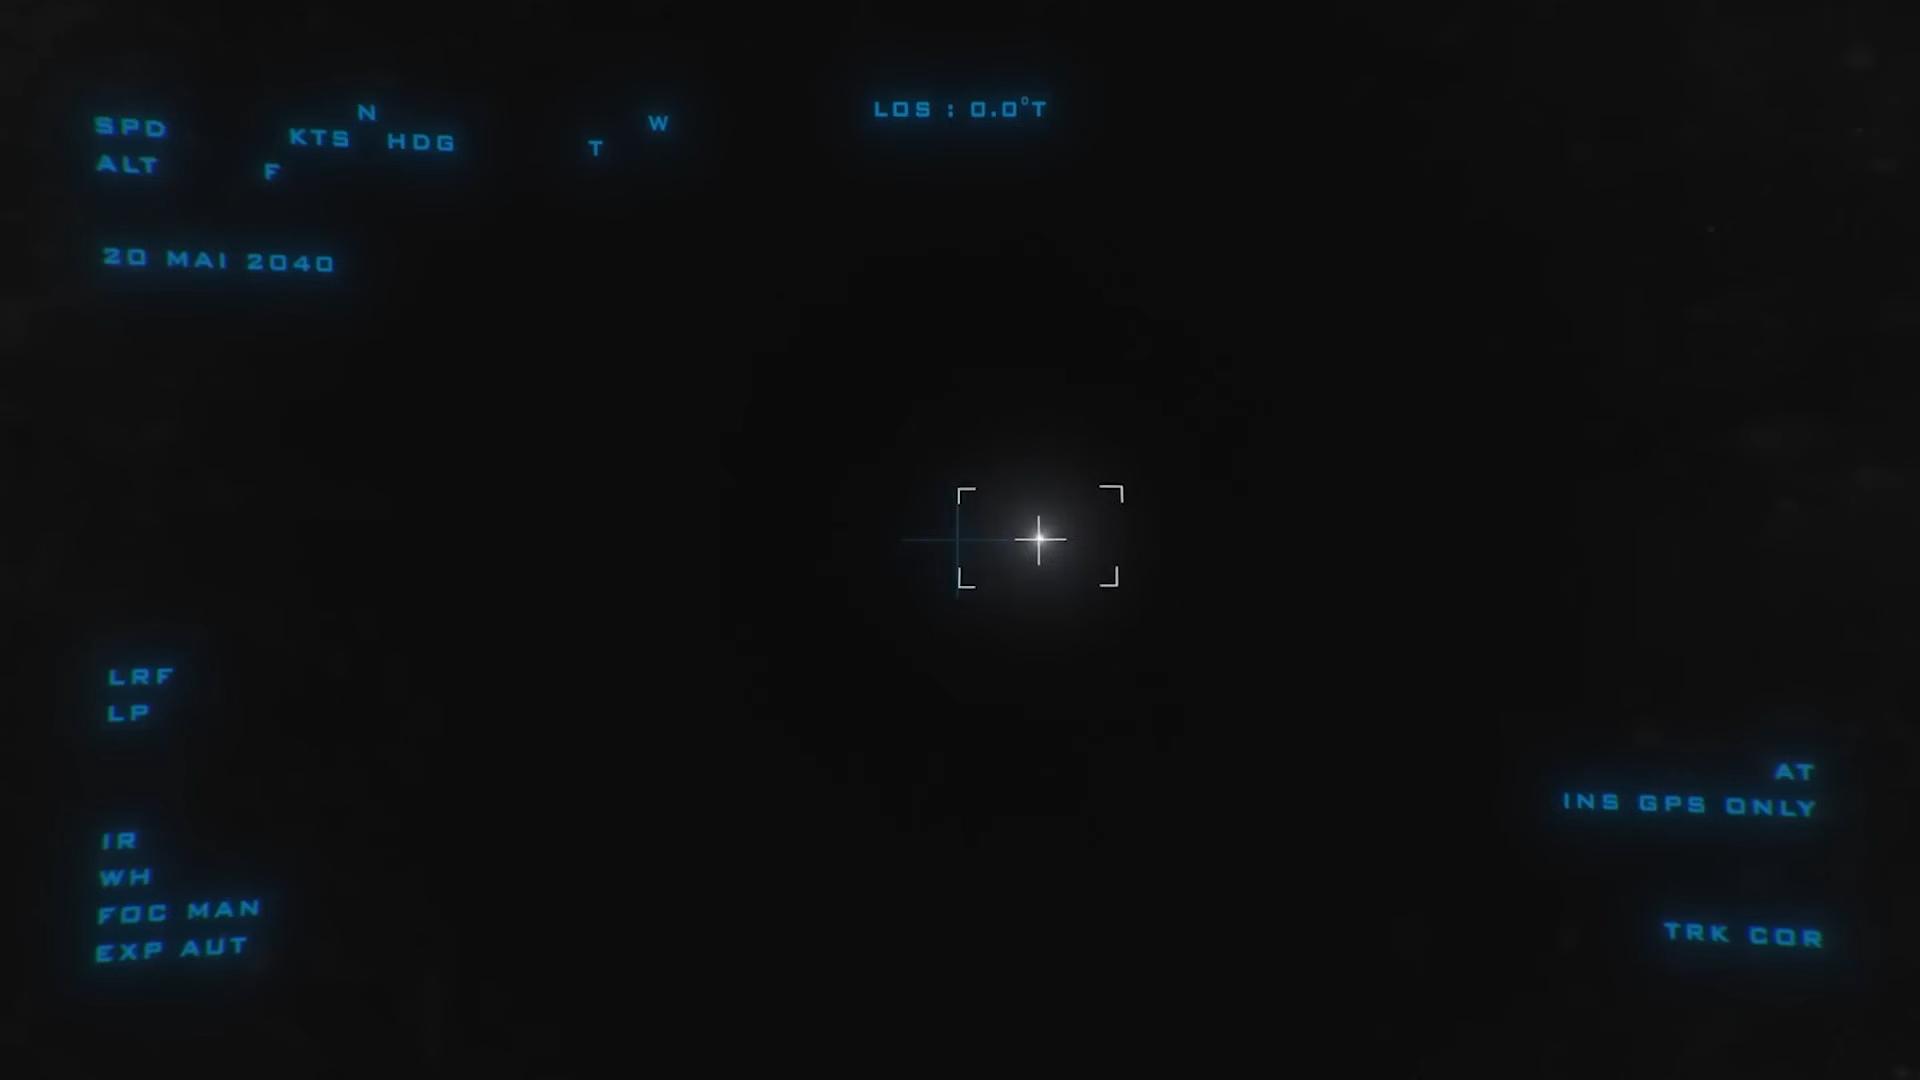 SPD KTS N HDG T W
ALT F
LOS : 0.0°T
20 MAI 2040
LRF
LP
IR
WH
FOC MAN
EXP AUT
AT
INS GPS ONLY
TRK COR